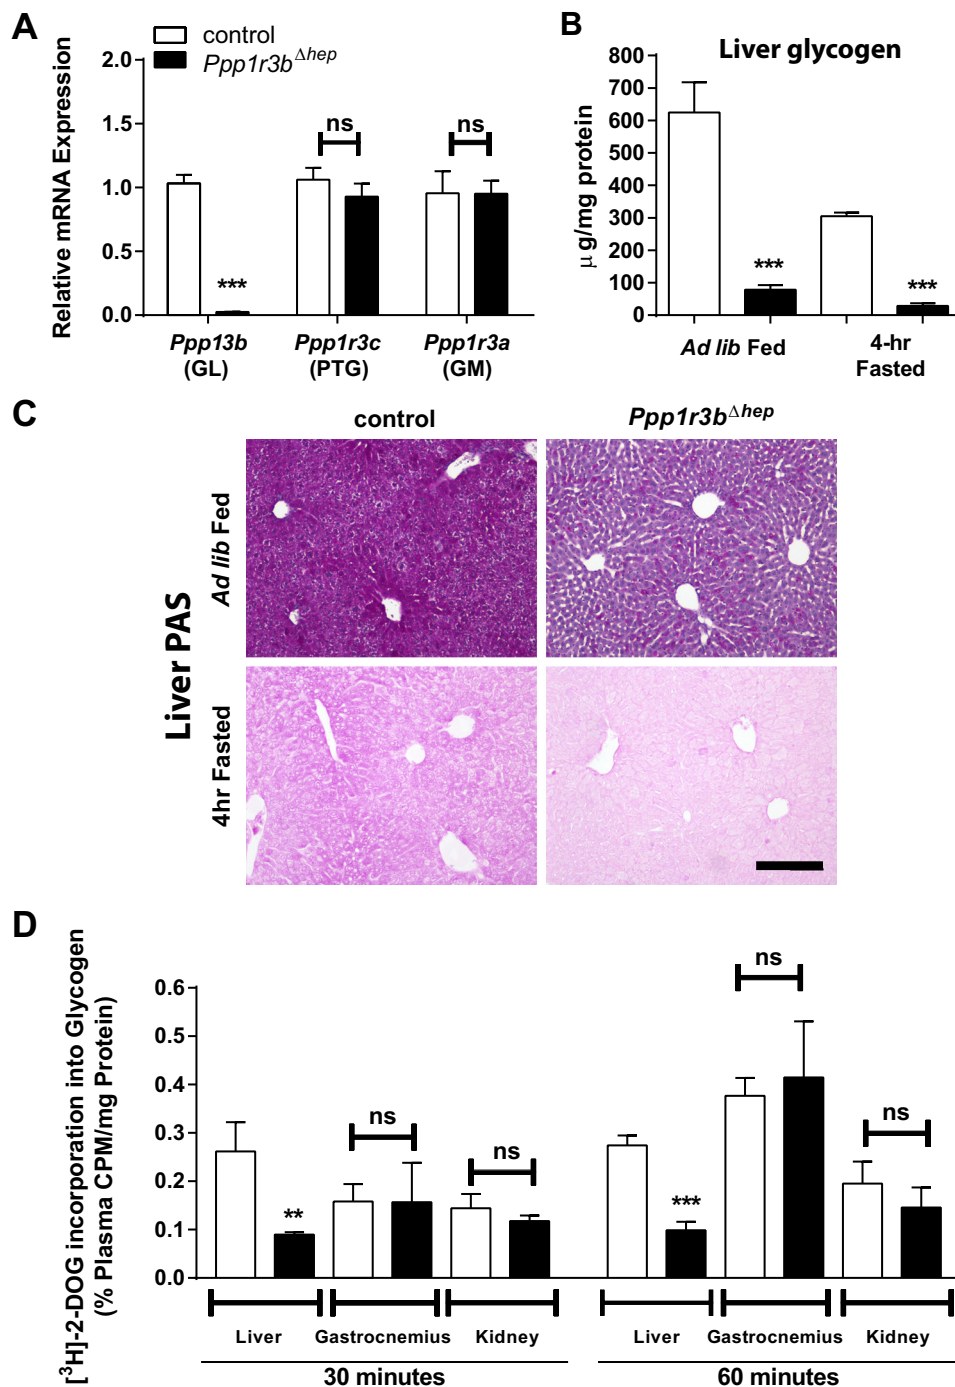 A
control
Ppp1r3b Δhep
Relative mRNA Expression
2.0
1.5
1.0
0.5
0.0
ns
ns
***
Ppp13b
(GL)
Ppp1r3c
(PTG)
Ppp1r3a
(GM)
B
Liver glycogen
μg/mg protein
800
700
600
500
400
300
200
100
0
***
***
Ad lib Fed
4-hr
Fasted
C
control
Ppp1r3b Δhep
Liver PAS
Ad lib Fed
4hr Fasted
D
[3H]-2-DOG incorporation into Glycogen
(% Plasma CPM/mg Protein)
0.6
0.5
0.4
0.3
0.2
0.1
0.0
**
ns
ns
***
ns
ns
Liver
Gastrocnemius
Kidney
Liver
Gastrocnemius
Kidney
30 minutes
60 minutes